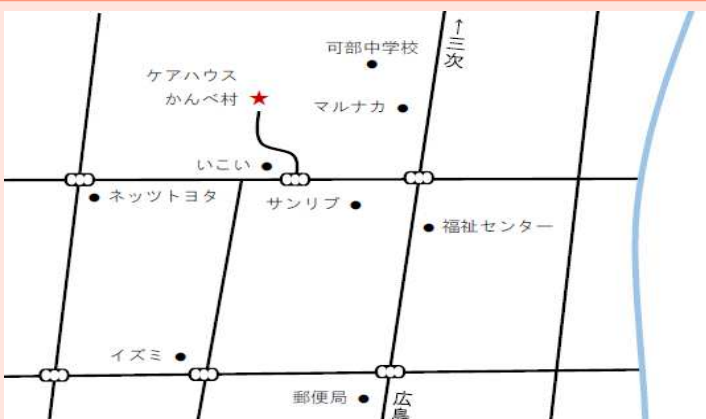 可部中学校
↑三次
ケアハウス
かんべ村
マルナカ
いこい
ネッツトヨタ
サンリブ
福祉センター
イズミ
郵便局
広島